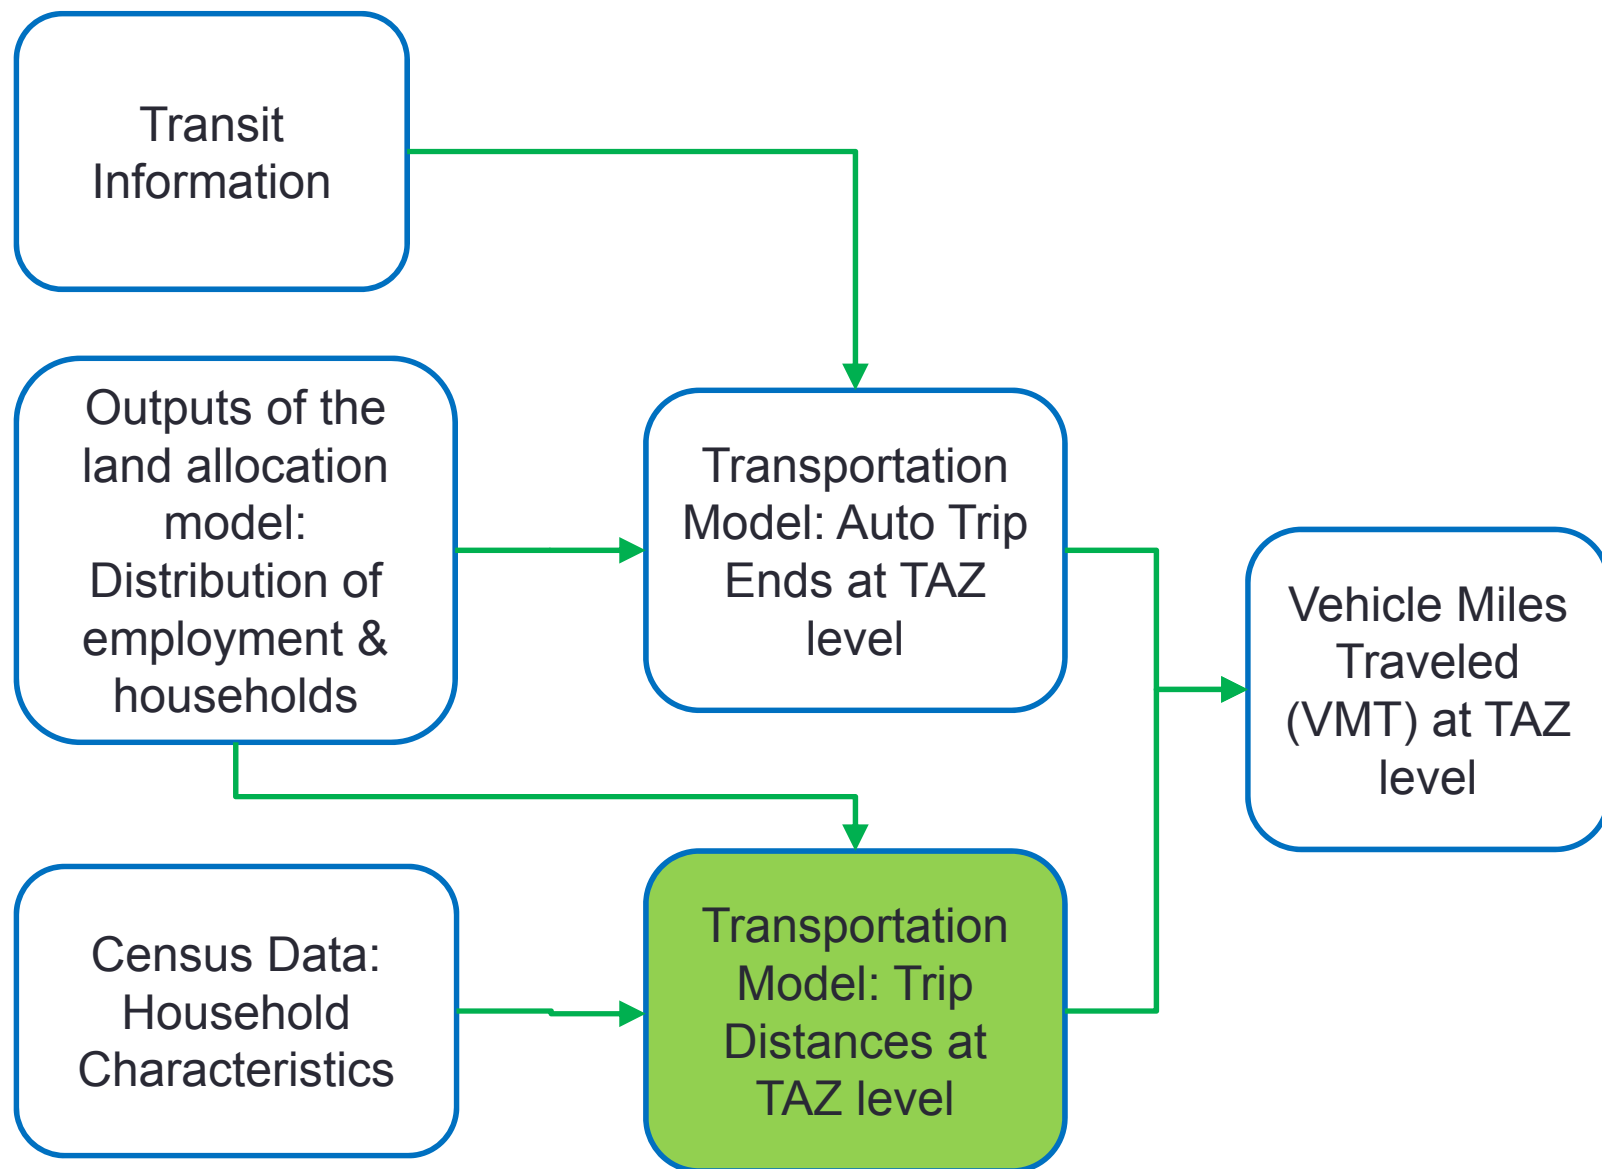 Transit
Information
Outputs of the
land allocation
model:
Distribution of
employment &
households
Transportation
Model: Auto Trip
Ends at TAZ
level
Vehicle Miles
Traveled
(VMT) at TAZ
level
Census Data:
Household
Characteristics
Transportation
Model: Trip
Distances at
TAZ level